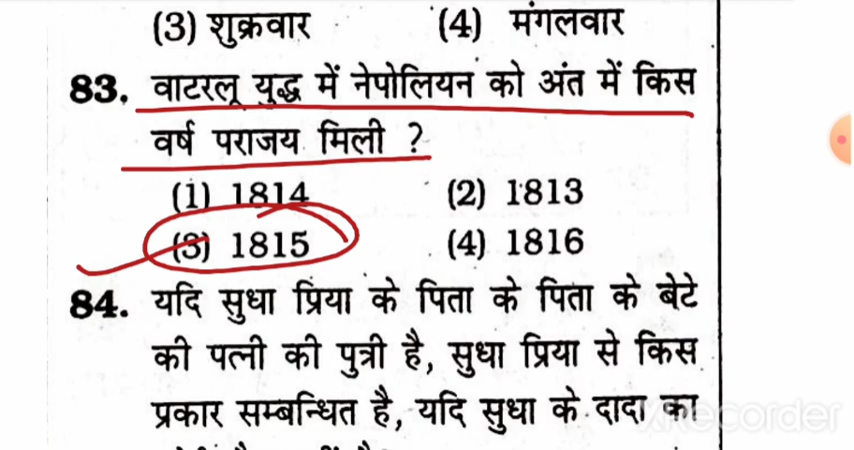 (3) शुक्रवार (4) मंगलवार
83. वाटरलू युद्ध में नेपोलियन को अंत में किस
वर्ष पराजय मिली ?
(1) 1814 (2) 1813
(3) 1815 (4) 1816
84. यदि सुधा प्रिया के पिता के पिता के बेटे
की पत्नी की पुत्री है, सुधा प्रिया से किस
प्रकार सम्बन्धित है, यदि सुधा के दादा का
XRecorder